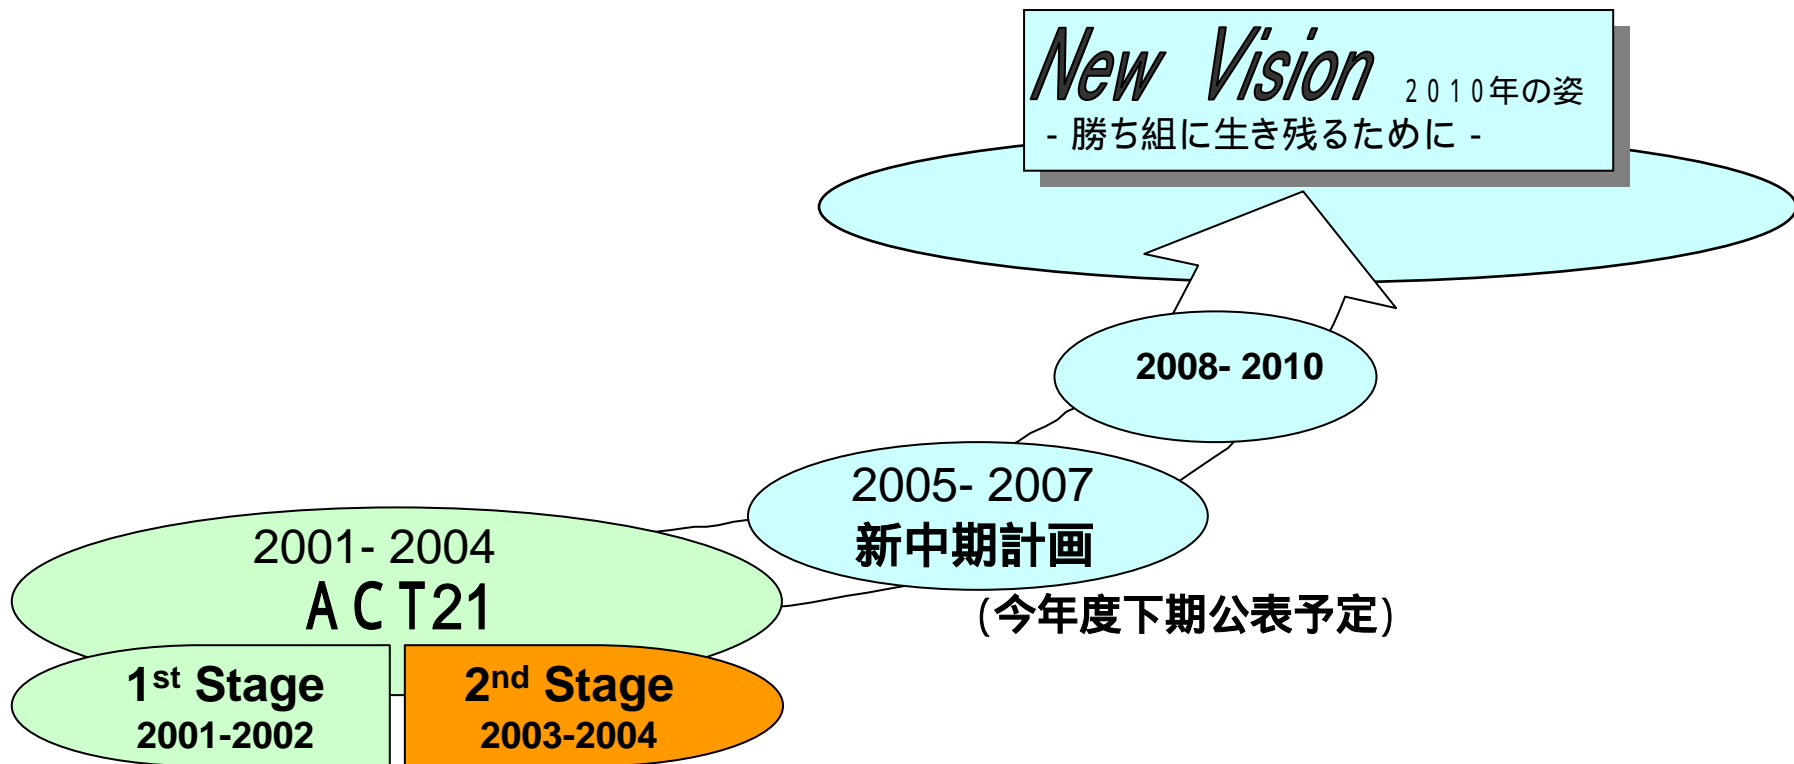 New Vision 2010年の姿
- 勝ち組に生き残るために -
2008- 2010
2005- 2007
新中期計画
(今年度下期公表予定)
2001- 2004
ACT21
1st Stage
2001-2002
2nd Stage
2003-2004